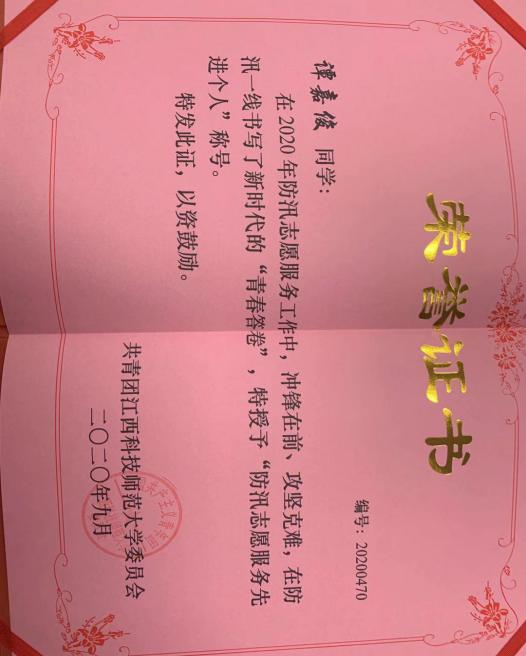 荣誉证书
编号：20200470
谭嘉俊 同学：
在2020年防汛志愿服务工作中，冲锋在前、攻坚克难，在防
汛一线书写了新时代的“青春答卷”，特授予“防汛志愿服务先
进个人”称号。
特发此证，以资鼓励。
共青团江西科技师范大学委员会
二〇二〇年九月